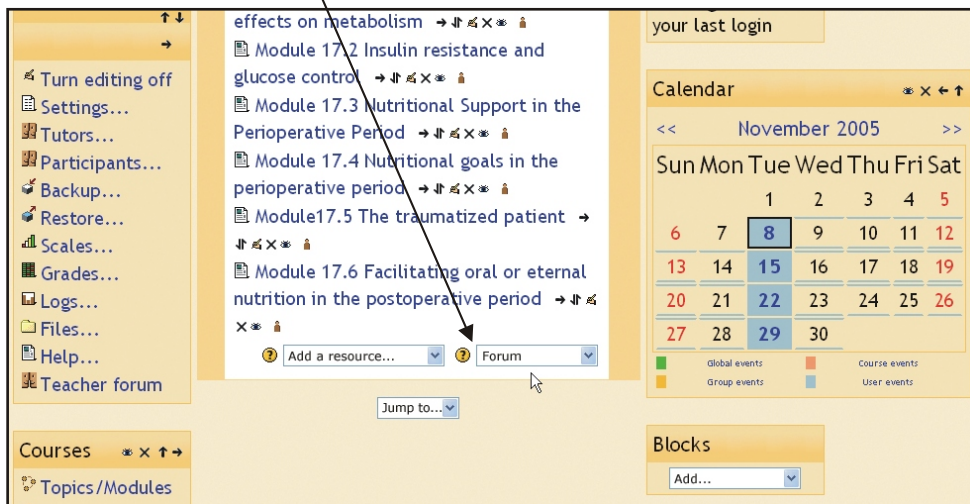 Turn editing off
Settings...
Tutors...
Participants...
Backup...
Restore...
Scales...
Grades...
Logs...
Files...
Help...
Teacher forum
Courses
Topics/Modules
effects on metabolism
Module 17.2 Insulin resistance and
glucose control
Module 17.3 Nutritional Support in the
Perioperative Period
Module 17.4 Nutritional goals in the
perioperative period
Module17.5 The traumatized patient
Module 17.6 Facilitating oral or eternal
nutrition in the postoperative period
? Add a resource... ? Forum
Jump to...
your last login
Calendar
<< November 2005 >>
Sun Mon Tue Wed Thu Fri Sat
1 2 3 4 5
6 7 8 9 10 11 12
13 14 15 16 17 18 19
20 21 22 23 24 25 26
27 28 29 30
Global events Course events
Group events User events
Blocks
Add...